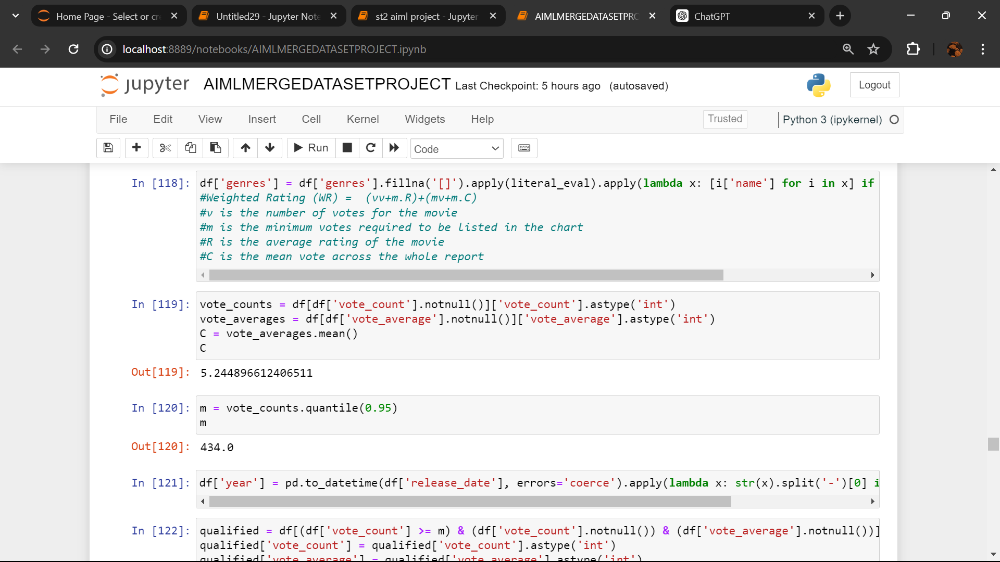 Home Page - Select or cr
Untitled29 - Jupyter Note
st2 aiml project - Jupyter
AIMLMERGEDATASETPRO
ChatGPT
localhost:8889/notebooks/AIMLMERGEDATASETPROJECT.ipynb
jupyter AIMLMERGEDATASETPROJECT Last Checkpoint: 5 hours ago (autosaved)
Logout
File Edit View Insert Cell Kernel Widgets Help
Trusted
Python 3 (ipykernel)
Run
Code
In [118]: df['genres'] = df['genres'].fillna('[]').apply(literal_eval).apply(lambda x: [i['name'] for i in x] if
#Weighted Rating (WR) =  (vv+m.R)+(mv+m.C)
#v is the number of votes for the movie
#m is the minimum votes required to be listed in the chart
#R is the average rating of the movie
#C is the mean vote across the whole report
In [119]: vote_counts = df[df['vote_count'].notnull()]['vote_count'].astype('int')
vote_averages = df[df['vote_average'].notnull()]['vote_average'].astype('int')
C = vote_averages.mean()
C
Out[119]: 5.244896612406511
In [120]: m = vote_counts.quantile(0.95)
m
Out[120]: 434.0
In [121]: df['year'] = pd.to_datetime(df['release_date'], errors='coerce').apply(lambda x: str(x).split('-')[0] i
In [122]: qualified = df[(df['vote_count'] >= m) & (df['vote_count'].notnull()) & (df['vote_average'].notnull())]
qualified['vote_count'] = qualified['vote_count'].astype('int')
qualified['vote_average'] = qualified['vote_average'].astype('int')